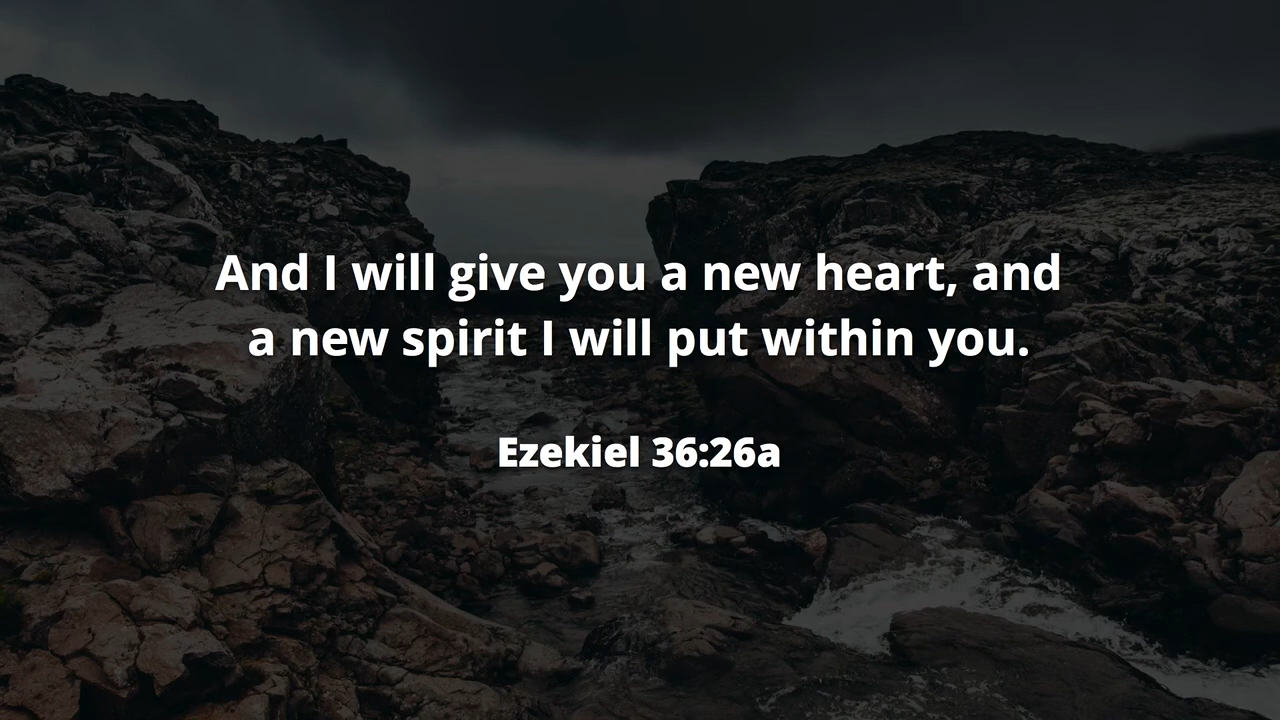 And I will give you a new heart, and
a new spirit I will put within you.
Ezekiel 36:26a